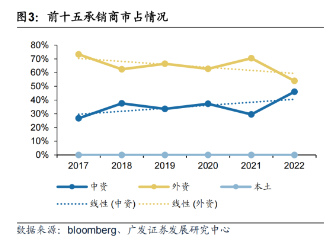 图3：前十五承销商市占情况
80%
70%
60%
50%
40%
30%
20%
10%
0%
2017 2018 2019 2020 2021 2022
中资 外资 本土
线性 (中资) 线性 (外资)
数据来源：bloomberg、广发证券发展研究中心